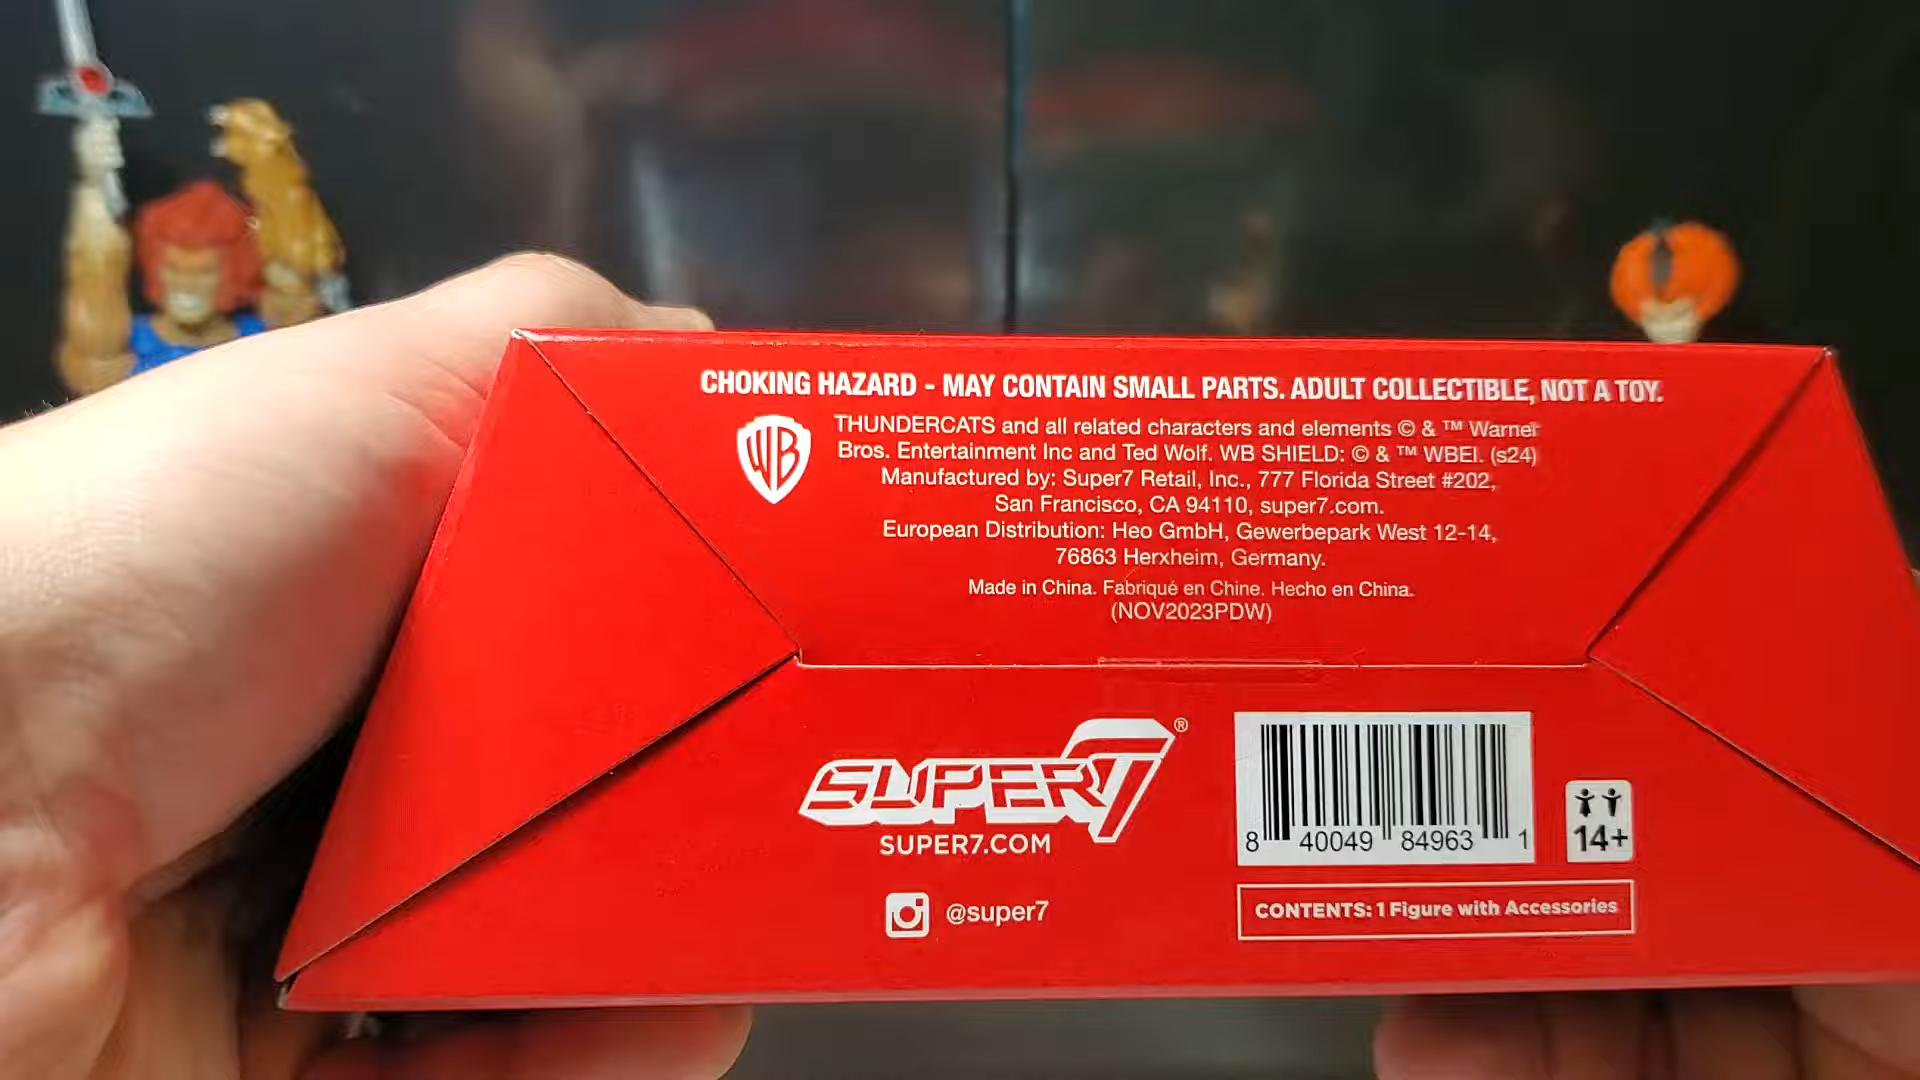 CHOKING HAZARD - MAY CONTAIN SMALL PARTS. ADULT COLLECTIBLE, NOT A TOY.
WB
THUNDERCATS and all related characters and elements © & ™ Warner
Bros. Entertainment Inc and Ted Wolf. WB SHIELD: © & ™ WBEI. (s24)
Manufactured by: Super7 Retail, Inc., 777 Florida Street #202,
San Francisco, CA 94110, super7.com.
European Distribution: Heo GmbH, Gewerbepark West 12-14,
76863 Herxheim, Germany.
Made in China. Fabriqué en Chine. Hecho en China.
(NOV2023PDW)
SUPER7®
SUPER7.COM
@super7
8 40049 84963 1
14+
CONTENTS: 1 Figure with Accessories